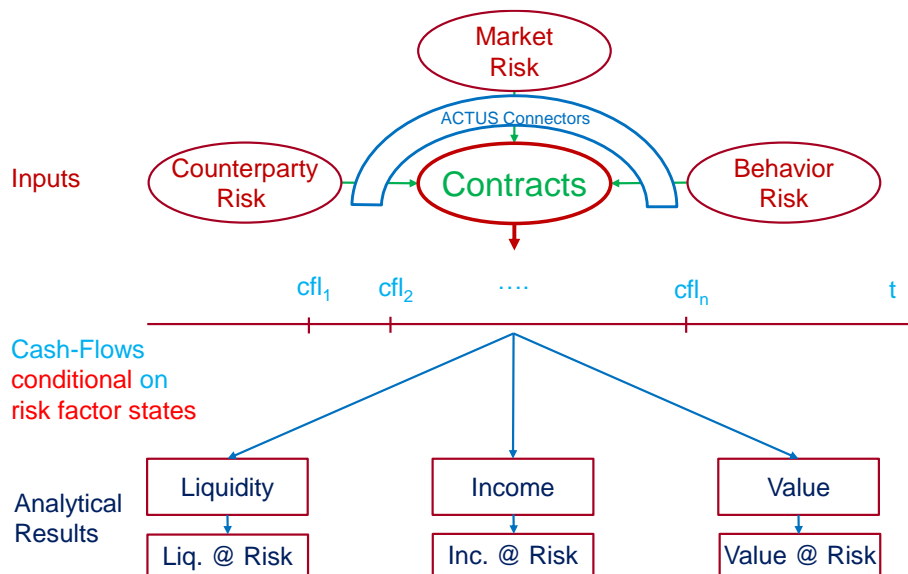 Market
Risk
ACTUS Connectors
Inputs
Counterparty
Risk
Contracts
Behavior
Risk
cfl₁ cfl₂ .... cflₙ t
Cash-Flows
conditional on
risk factor states
Analytical
Results
Liquidity Income Value
Liq. @ Risk Inc. @ Risk Value @ Risk